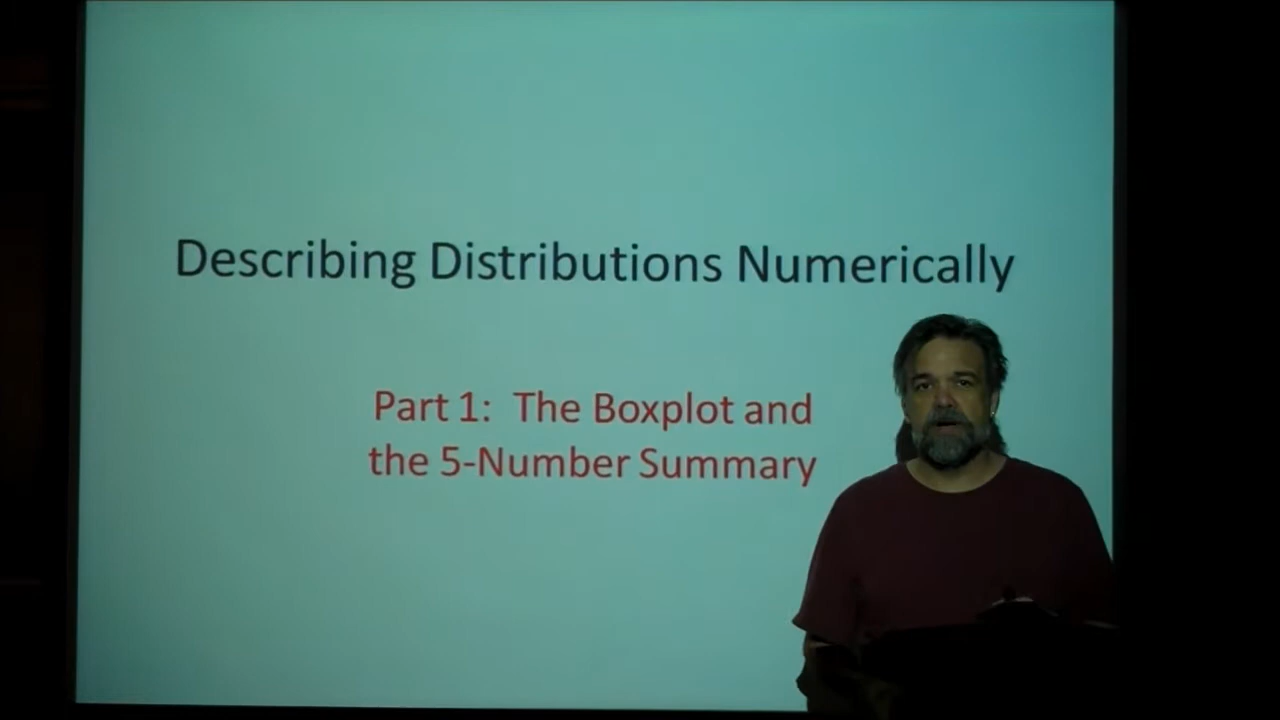 Describing Distributions Numerically
Part 1: The Boxplot and
the 5-Number Summary